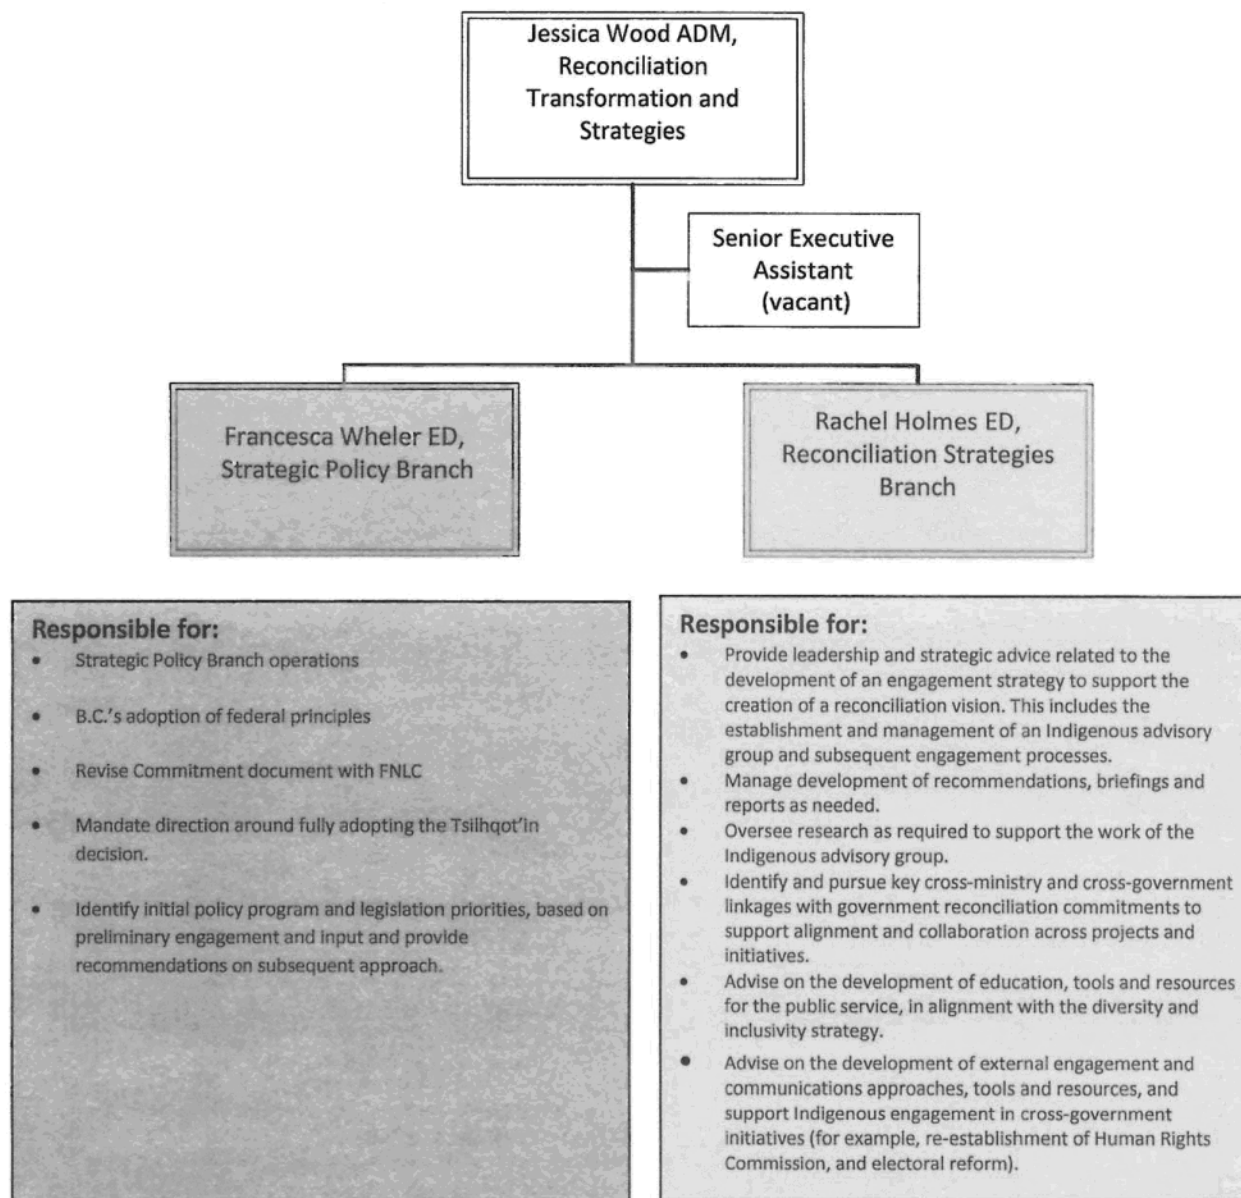 Jessica Wood ADM,
Reconciliation
Transformation and
Strategies
Senior Executive
Assistant
(vacant)
Francesca Wheler ED,
Strategic Policy Branch
Rachel Holmes ED,
Reconciliation Strategies
Branch
Responsible for:
• Strategic Policy Branch operations
• B.C.'s adoption of federal principles
• Revise Commitment document with FNLC
• Mandate direction around fully adopting the Tsilhqot'in
decision.
• Identify initial policy program and legislation priorities, based on
preliminary engagement and input and provide
recommendations on subsequent approach.
Responsible for:
• Provide leadership and strategic advice related to the
development of an engagement strategy to support the
creation of a reconciliation vision. This includes the
establishment and management of an Indigenous advisory
group and subsequent engagement processes.
• Manage development of recommendations, briefings and
reports as needed.
• Oversee research as required to support the work of the
Indigenous advisory group.
• Identify and pursue key cross-ministry and cross-government
linkages with government reconciliation commitments to
support alignment and collaboration across projects and
initiatives.
• Advise on the development of education, tools and resources
for the public service, in alignment with the diversity and
inclusivity strategy.
• Advise on the development of external engagement and
communications approaches, tools and resources, and
support Indigenous engagement in cross-government
initiatives (for example, re-establishment of Human Rights
Commission, and electoral reform).